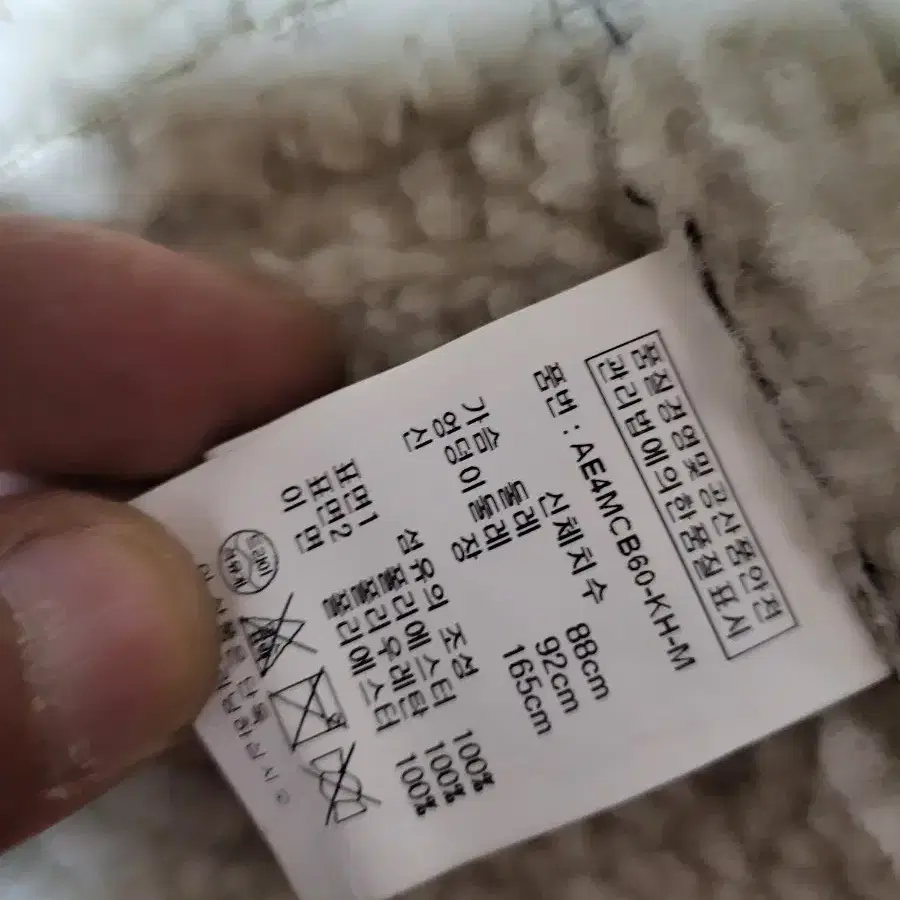 품질경영및 공산품안전
관리법에 의한 품질표시
품번 : AE4MCB60-KH-M
신체치수
가슴 둘레 88cm
엉덩이둘레 92cm
신 장 165cm
섬유의 조성
표면1 폴리에스터 100%
표면2 폴리우레탄 100%
이 면 폴리에스터 100%
드라이